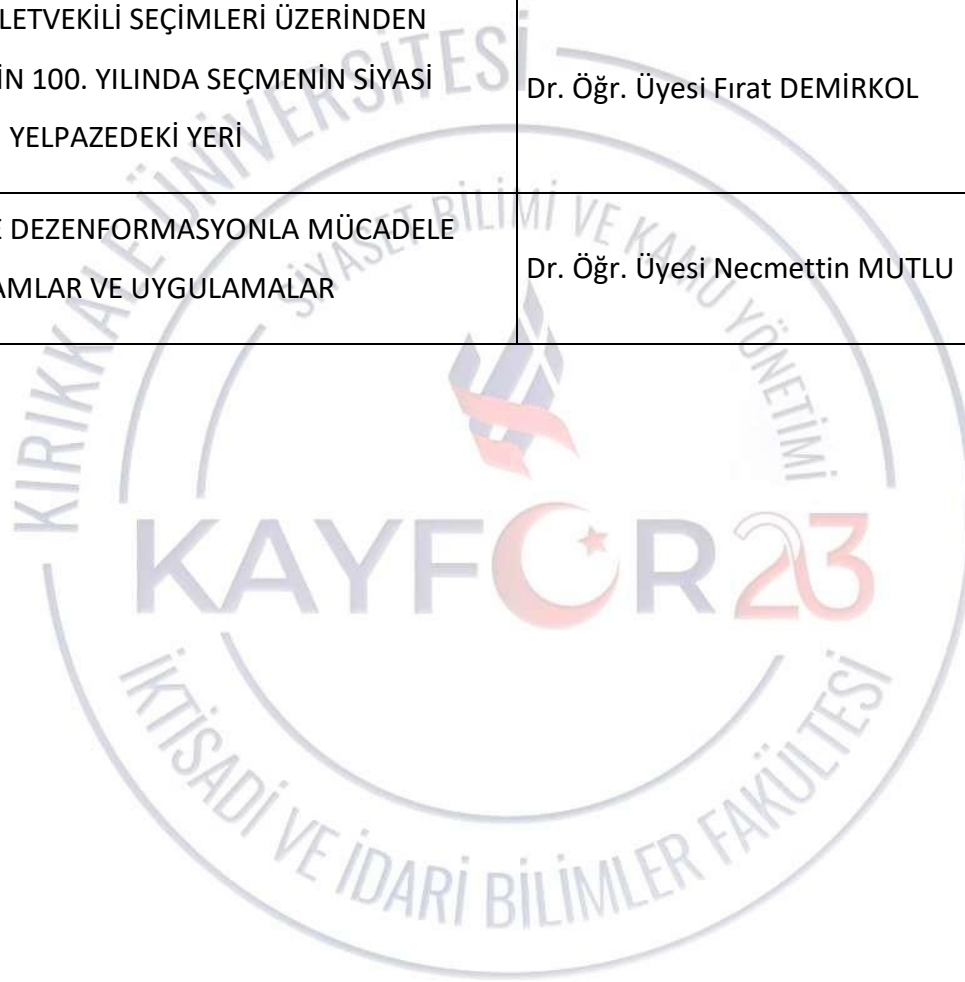 LETVEKİLİ SEÇİMLERİ ÜZERİNDEN
İN 100. YILINDA SEÇMENİN SİYASİ
YELPAZEDEKİ YERİ
Dr. Öğr. Üyesi Fırat DEMİRKOL
E DEZENFORMASYONLA MÜCADELE
AMLAR VE UYGULAMALAR
Dr. Öğr. Üyesi Necmettin MUTLU
KIRIKKALE ÜNİVERSİTESİ
SİYASET BİLİMİ VE KAMU YÖNETİMİ
KAYFOR23
İKTİSADİ VE İDARİ BİLİMLER FAKÜLTESİ